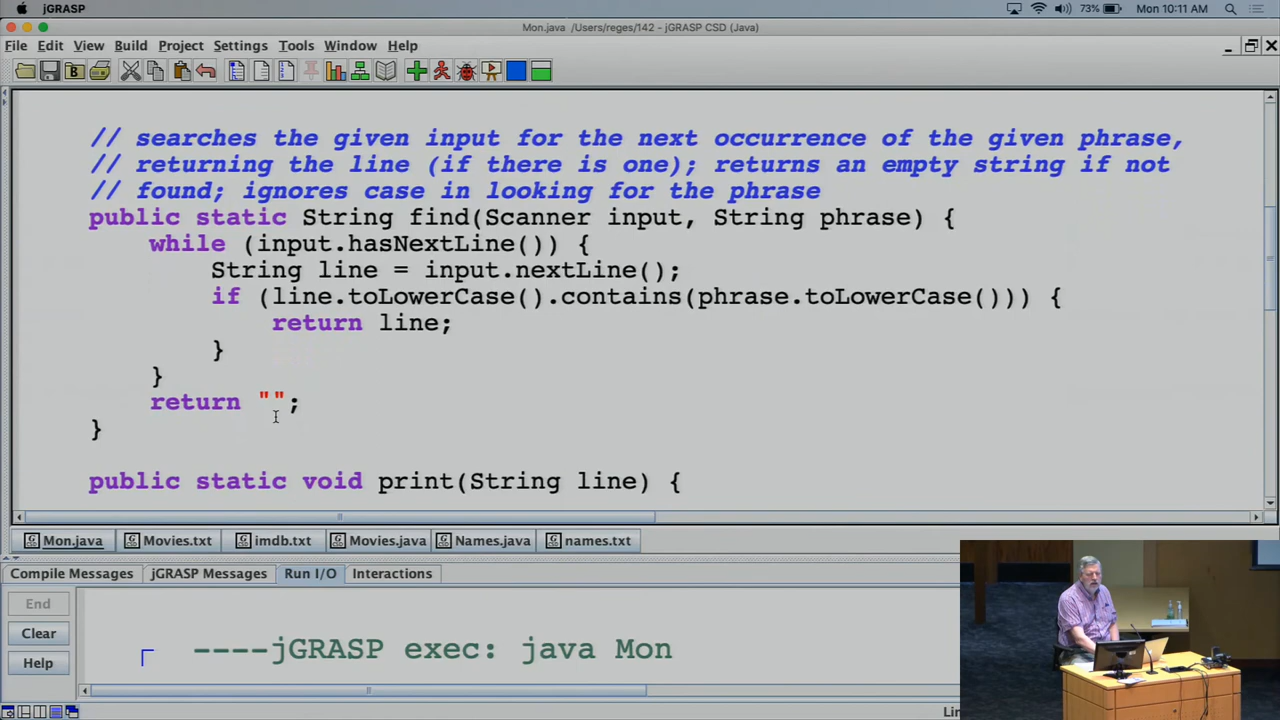 jGRASP
73%
Mon 10:11 AM
Mon.java /Users/reges/142 - jGRASP CSD (Java)
File Edit View Build Project Settings Tools Window Help
// searches the given input for the next occurrence of the given phrase,
// returning the line (if there is one); returns an empty string if not
// found; ignores case in looking for the phrase
public static String find(Scanner input, String phrase) {
while (input.hasNextLine()) {
String line = input.nextLine();
if (line.toLowerCase().contains(phrase.toLowerCase())) {
return line;
}
}
return "";
}
public static void print(String line) {
Mon.java Movies.txt imdb.txt Movies.java Names.java names.txt
Compile Messages jGRASP Messages Run I/O Interactions
End
Clear
Help
----jGRASP exec: java Mon